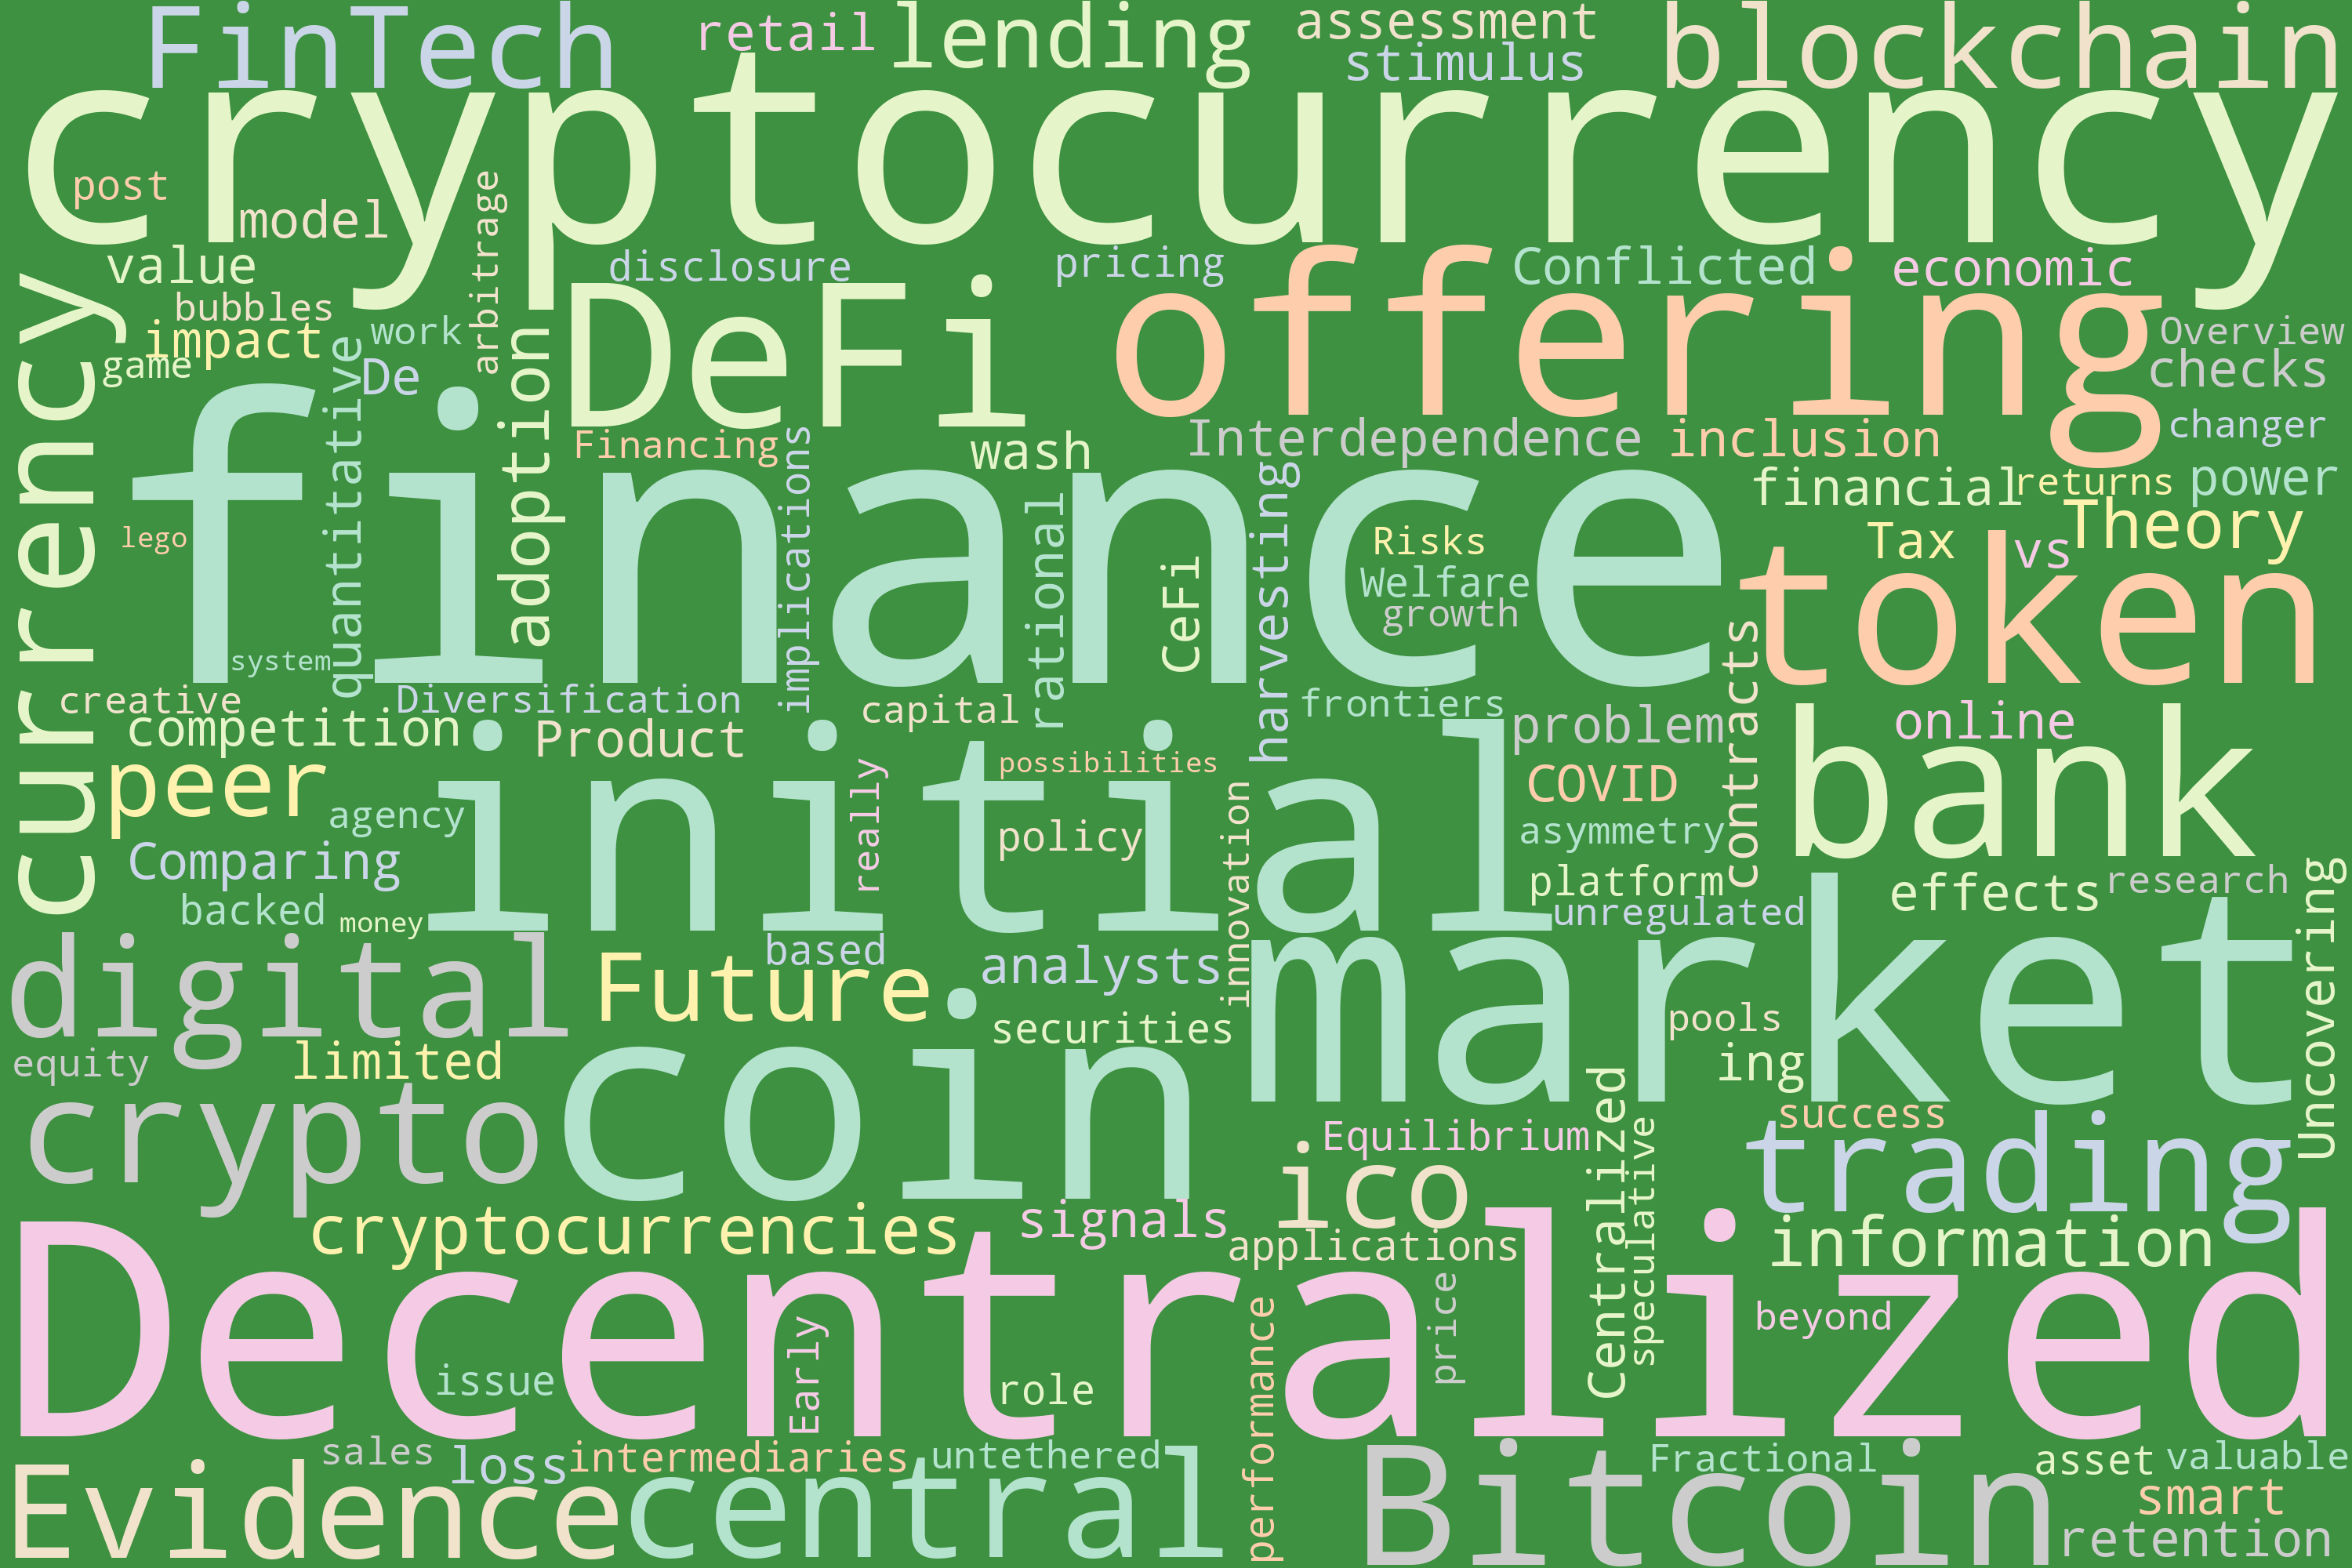 FinTech
retail
lending
assessment
stimulus
blockchain
cryptocurrency
post
model
arbitrage
value
disclosure
pricing
Conflicted
economic
bubbles
impact
work
game
De
DeFi
offering
Overview
checks
currency
quantitative
adoption
Financing
implications
wash
Interdependence
inclusion
changer
financial
returns
power
finance
rational
harvesting
CeFi
Risks
Welfare
growth
Tax
vs
Theory
token
lego
system
creative
Diversification
capital
frontiers
contracts
competition
Product
problem
online
peer
initial
really
possibilities
COVID
bank
agency
policy
innovation
asymmetry
Comparing
platform
effects
research
backed
money
unregulated
Uncovering
digital
Future
based
analysts
market
securities
pools
equity
limited
ing
crypto
coin
Centralized
success
Equilibrium
speculative
trading
ico
cryptocurrencies
signals
applications
information
Decentralized
performance
price
beyond
Early
issue
role
sales
loss
intermediaries
untethered
Fractional
asset
valuable
Evidence
central
Bitcoin
smart
retention